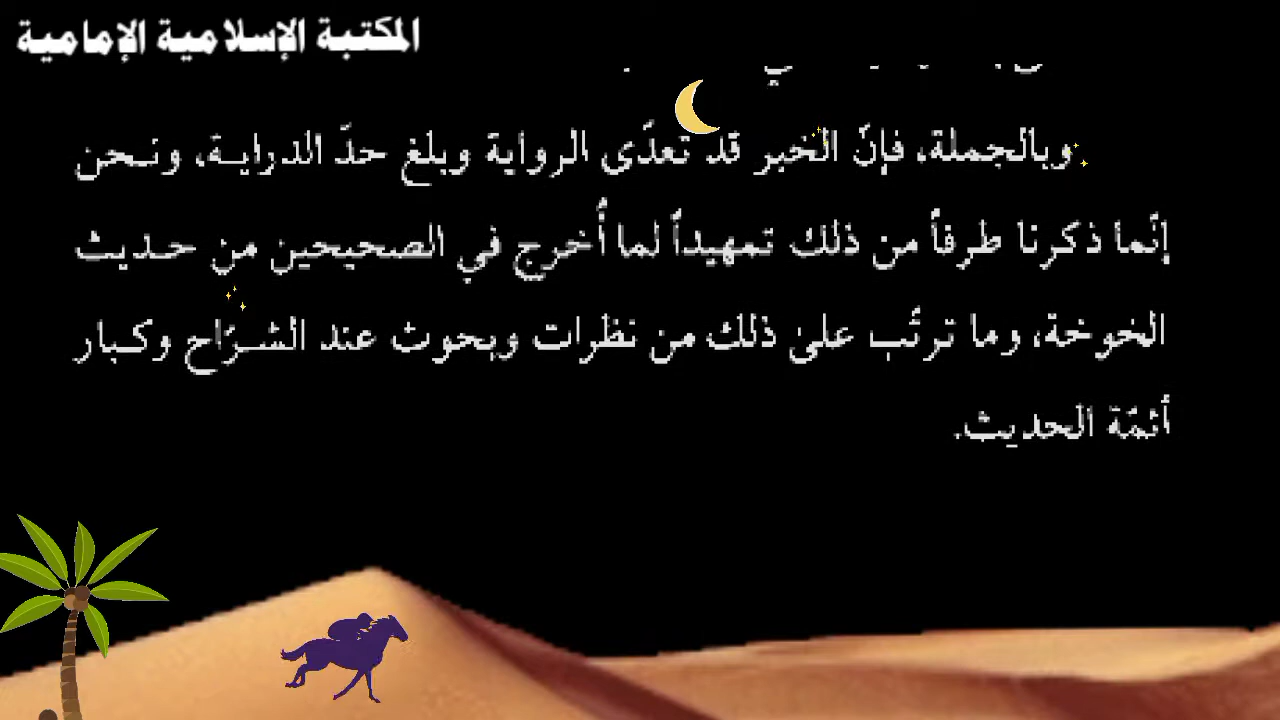 المكتبة الإسلامية الإمامية
وبالجملة، فإنّ الخبر قد تعدّى الرواية وبلغ حدّ الدراية، ونحن
إنّما ذكرنا طرفاً من ذلك تمهيداً لما أُخرج في الصحيحين من حديث
الخوخة، وما ترتّب على ذلك من نظرات وبحوث عند الشرّاح وكبار
أئمّة الحديث.